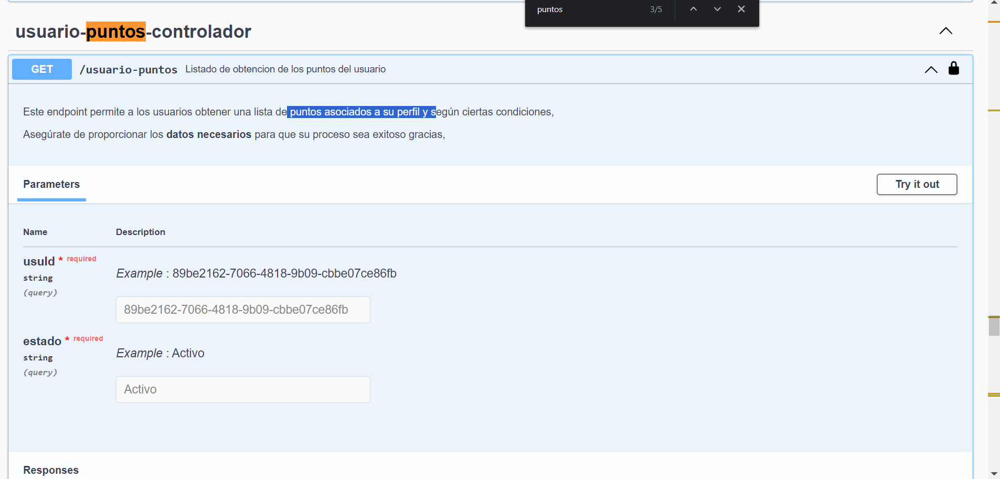 puntos 3/5
usuario-puntos-controlador
GET /usuario-puntos Listado de obtencion de los puntos del usuario
Este endpoint permite a los usuarios obtener una lista de puntos asociados a su perfil y según ciertas condiciones,
Asegúrate de proporcionar los datos necesarios para que su proceso sea exitoso gracias,
Parameters Try it out
Name Description
usuId * required
string
(query)
Example : 89be2162-7066-4818-9b09-cbbe07ce86fb
89be2162-7066-4818-9b09-cbbe07ce86fb
estado * required
string
(query)
Example : Activo
Activo
Responses